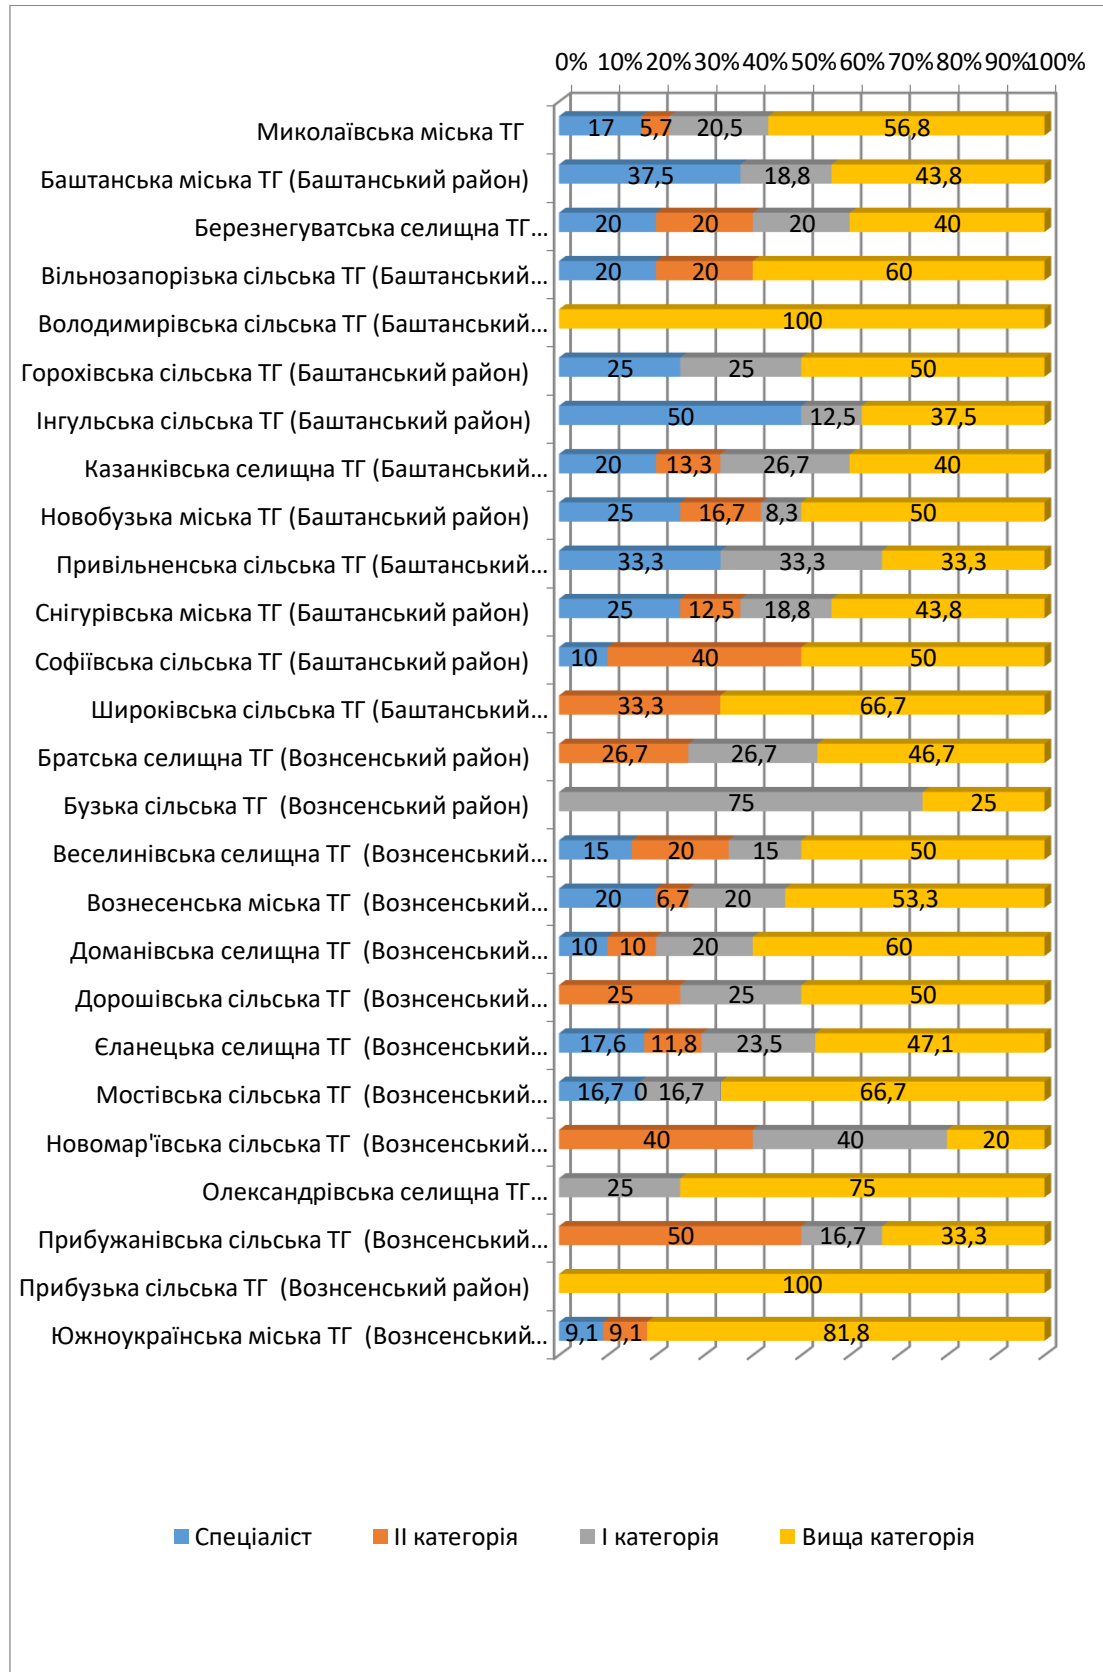 0% 10% 20% 30% 40% 50% 60% 70% 80% 90% 100%
Миколаївська міська ТГ 17 5,7 20,5 56,8
Баштанська міська ТГ (Баштанський район) 37,5 18,8 43,8
Березнегуватська селищна ТГ... 20 20 20 40
Вільнозапорізька сільська ТГ (Баштанський... 20 20 60
Володимирівська сільська ТГ (Баштанський... 100
Горохівська сільська ТГ (Баштанський район) 25 25 50
Інгульська сільська ТГ (Баштанський район) 50 12,5 37,5
Казанківська селищна ТГ (Баштанський... 20 13,3 26,7 40
Новобузька міська ТГ (Баштанський район) 25 16,7 8,3 50
Привільненська сільська ТГ (Баштанський... 33,3 33,3 33,3
Снігурівська міська ТГ (Баштанський район) 25 12,5 18,8 43,8
Софіївська сільська ТГ (Баштанський район) 10 40 50
Широківська сільська ТГ (Баштанський... 33,3 66,7
Братська селищна ТГ (Вознсенський район) 26,7 26,7 46,7
Бузька сільська ТГ (Вознсенський район) 75 25
Веселинівська селищна ТГ (Вознсенський... 15 20 15 50
Вознесенська міська ТГ (Вознсенський... 20 6,7 20 53,3
Доманівська селищна ТГ (Вознсенський... 10 10 20 60
Дорошівська сільська ТГ (Вознсенський... 25 25 50
Єланецька селищна ТГ (Вознсенський... 17,6 11,8 23,5 47,1
Мостівська сільська ТГ (Вознсенський... 16,7 0 16,7 66,7
Новомар'ївська сільська ТГ (Вознсенський... 40 40 20
Олександрівська селищна ТГ... 25 75
Прибужанівська сільська ТГ (Вознсенський... 50 16,7 33,3
Прибузька сільська ТГ (Вознсенський район) 100
Южноукраїнська міська ТГ (Вознсенський... 9,1 9,1 81,8
Спеціаліст ІІ категорія І категорія Вища категорія